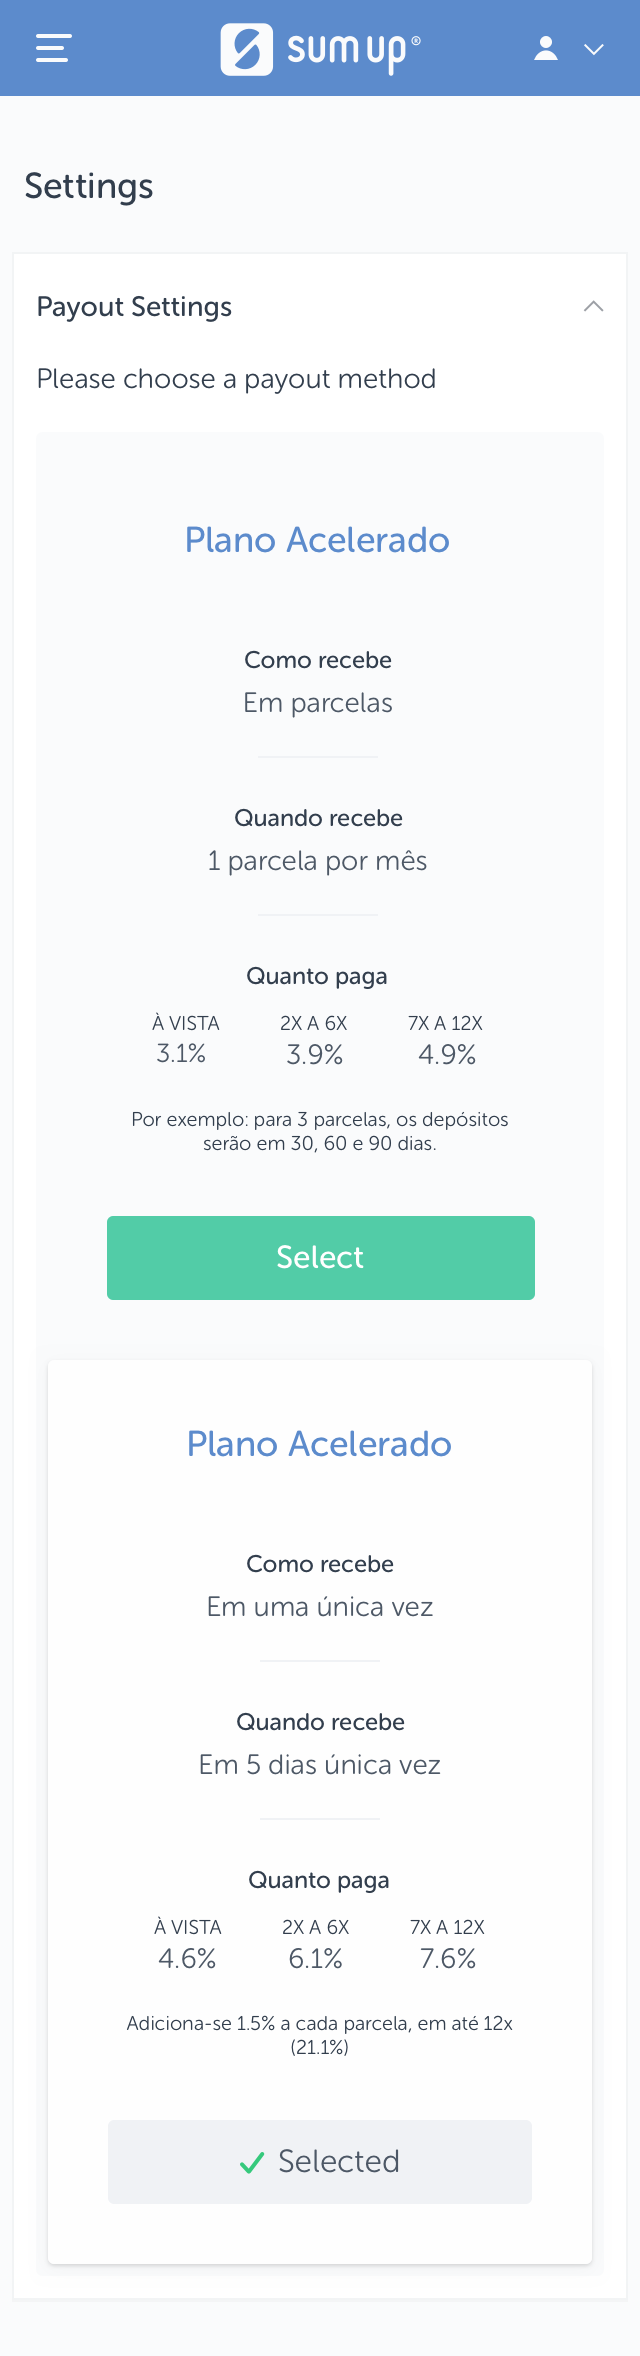 sumup®
Settings
Payout Settings
Please choose a payout method
Plano Acelerado
Como recebe
Em parcelas
Quando recebe
1 parcela por mês
Quanto paga
À VISTA 2X A 6X 7X A 12X
3.1% 3.9% 4.9%
Por exemplo: para 3 parcelas, os depósitos
serão em 30, 60 e 90 dias.
Select
Plano Acelerado
Como recebe
Em uma única vez
Quando recebe
Em 5 dias única vez
Quanto paga
À VISTA 2X A 6X 7X A 12X
4.6% 6.1% 7.6%
Adiciona-se 1.5% a cada parcela, em até 12x
(21.1%)
Selected